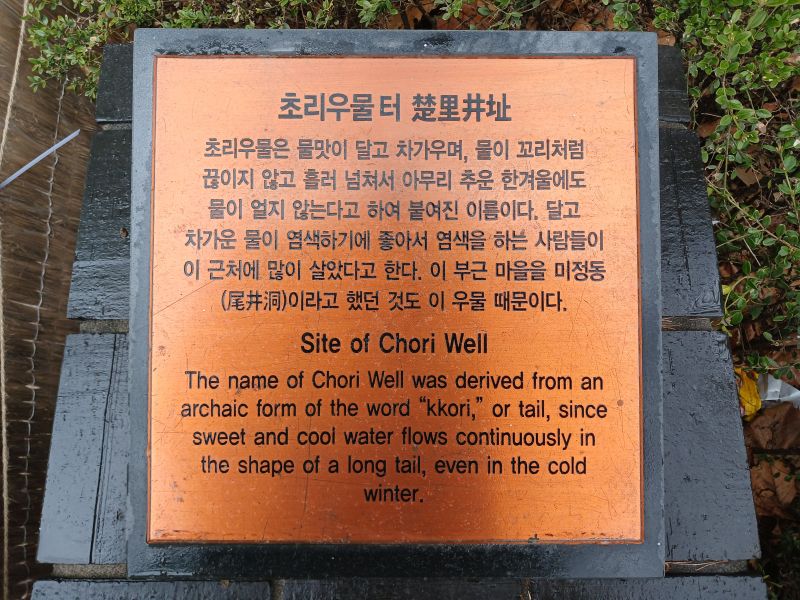 초리우물 터 楚里井址
초리우물은 물맛이 달고 차가우며, 물이 꼬리처럼
끊이지 않고 흘러 넘쳐서 아무리 추운 한겨울에도
물이 얼지 않는다고 하여 붙여진 이름이다. 달고
차가운 물이 염색하기에 좋아서 염색을 하는 사람들이
이 근처에 많이 살았다고 한다. 이 부근 마을을 미정동
(尾井洞)이라고 했던 것도 이 우물 때문이다.
Site of Chori Well
The name of Chori Well was derived from an
archaic form of the word “kkori,” or tail, since
sweet and cool water flows continuously in
the shape of a long tail, even in the cold
winter.